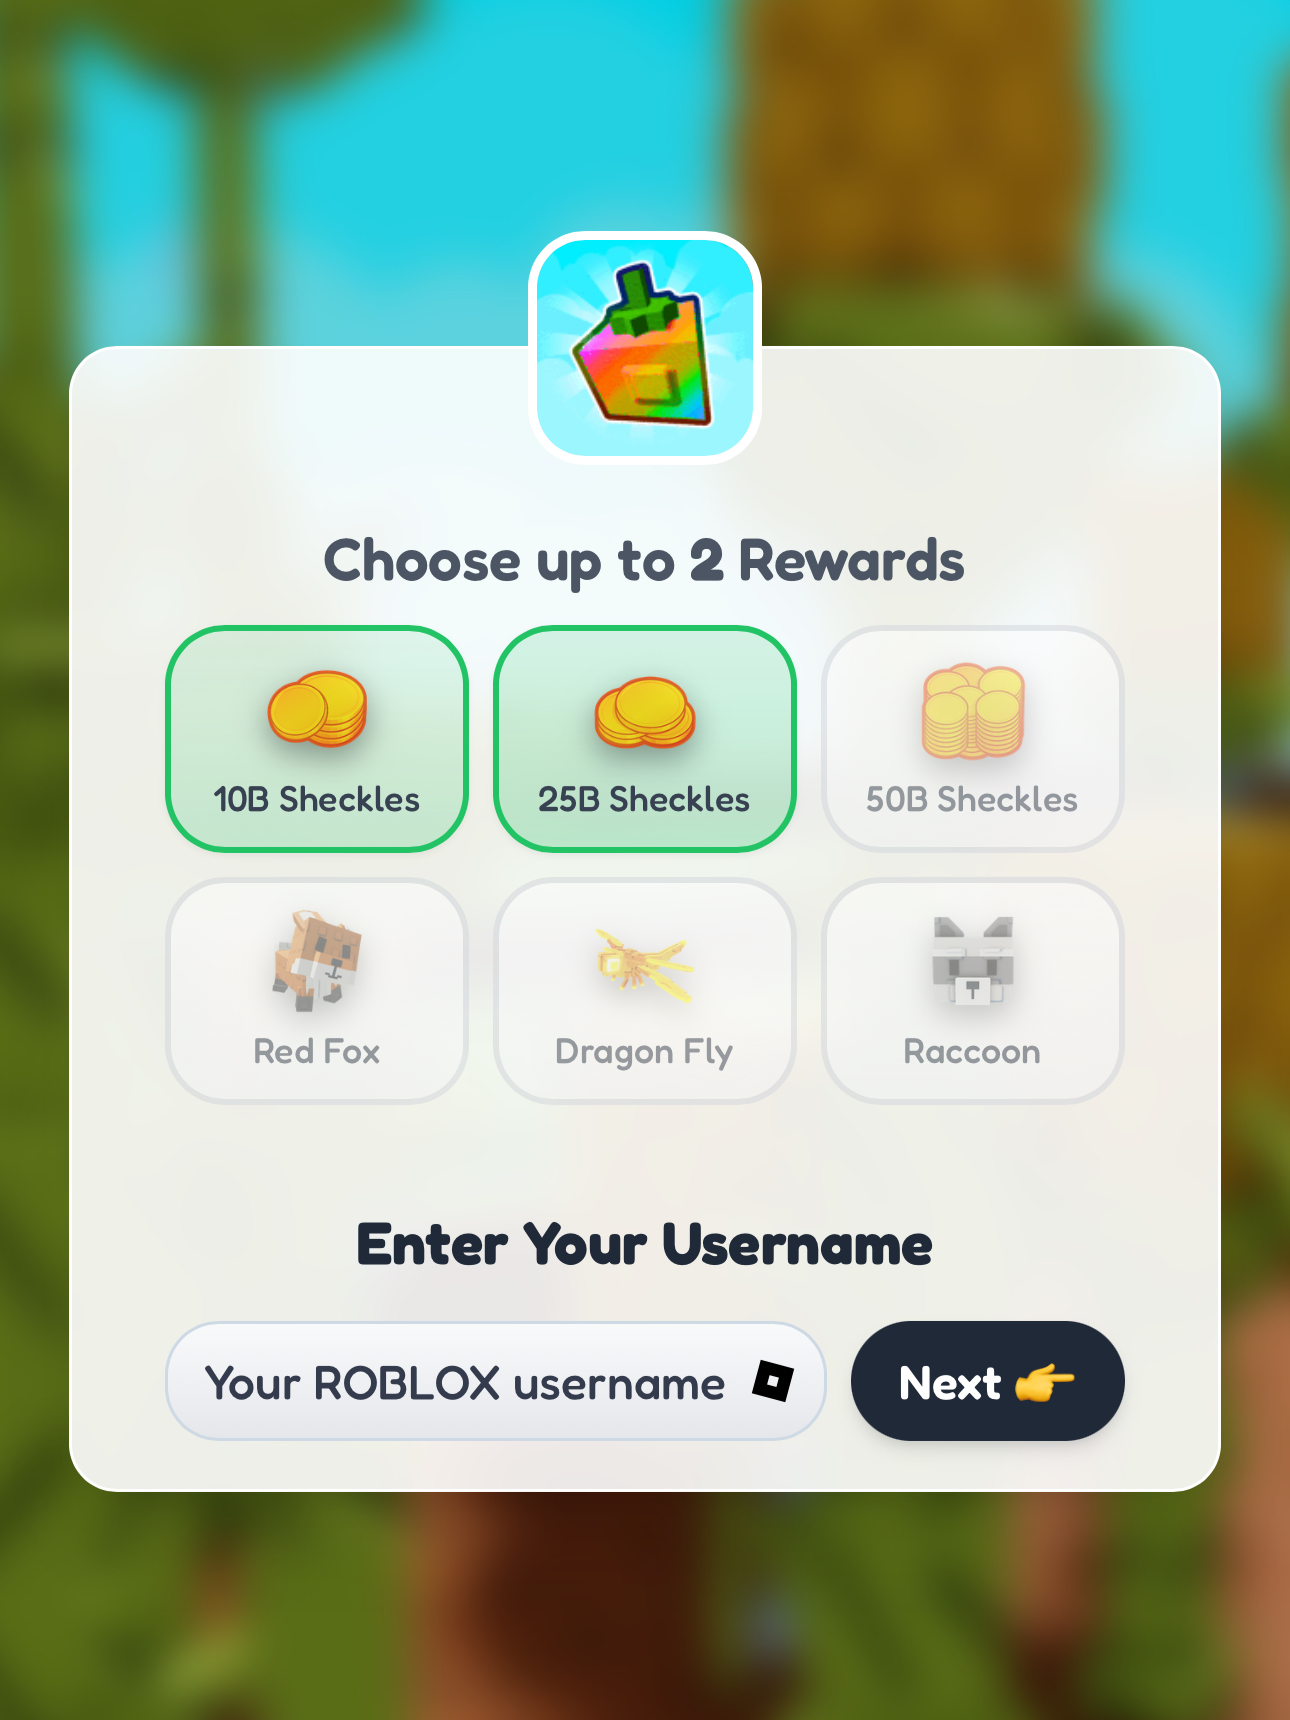 Choose up to 2 Rewards
10B Sheckles
25B Sheckles
50B Sheckles
Red Fox
Dragon Fly
Raccoon
Enter Your Username
Your ROBLOX username
Next 👉